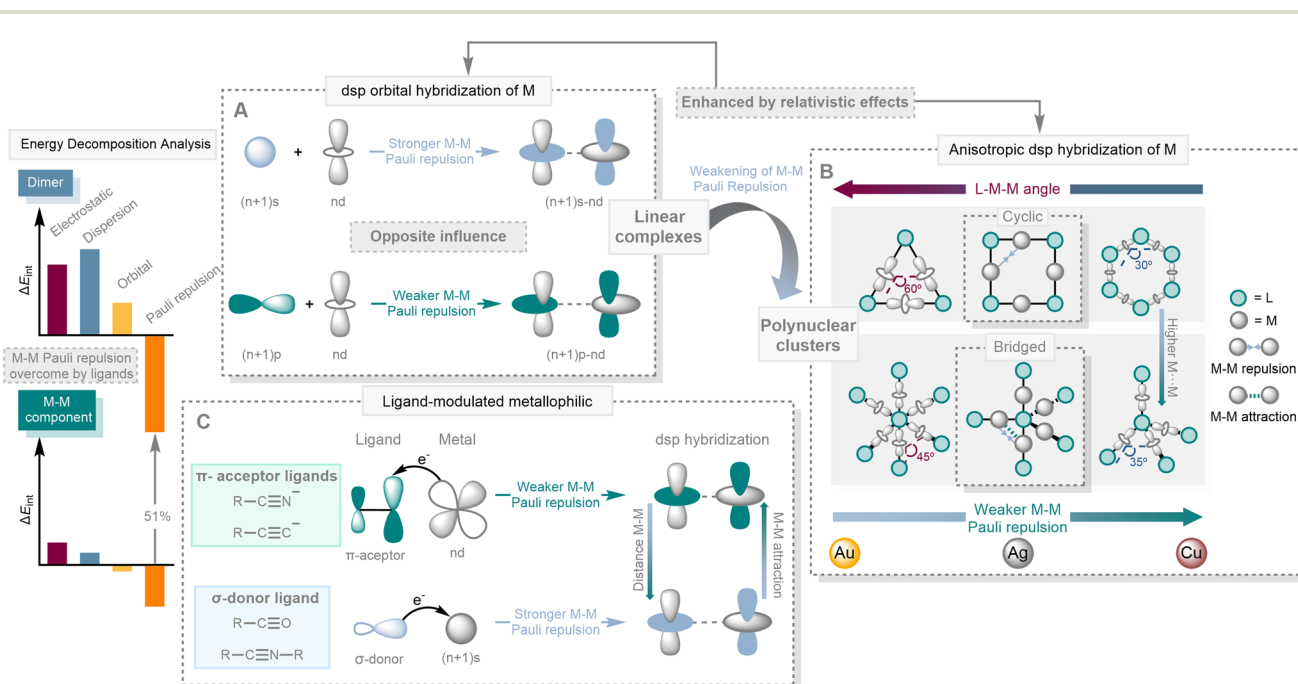 Energy Decomposition Analysis
Dimer
Electrostatic
Dispersion
Orbital
Pauli repulsion
ΔEInt
M-M Pauli repulsion
overcome by ligands
M-M
component
ΔEInt
51%
dsp orbital hybridization of M
A
+
Stronger M-M
Pauli repulsion
(n+1)s
nd
(n+1)s-nd
Opposite influence
+
Weaker M-M
Pauli repulsion
(n+1)p
nd
(n+1)p-nd
Enhanced by relativistic effects
Linear
complexes
Weakening of M-M
Pauli Repulsion
Polynuclear
clusters
Anisotropic dsp hybridization of M
B
L-M-M angle
Cyclic
60º
30º
Higher M···M
Bridged
45º
35º
Weaker M-M
Pauli repulsion
Au
Ag
Cu
= L
= M
M-M repulsion
M-M attraction
Ligand-modulated metallophilic
C
Ligand
Metal
dsp hybridization
π- acceptor ligands
R—C≡N⁻
R—C≡C⁻
e-
π-aceptor
nd
Weaker M-M
Pauli repulsion
Distance M-M
M-M attraction
σ-donor ligand
R—C≡O
R—C≡N—R
e-
σ-donor
(n+1)s
Stronger M-M
Pauli repulsion